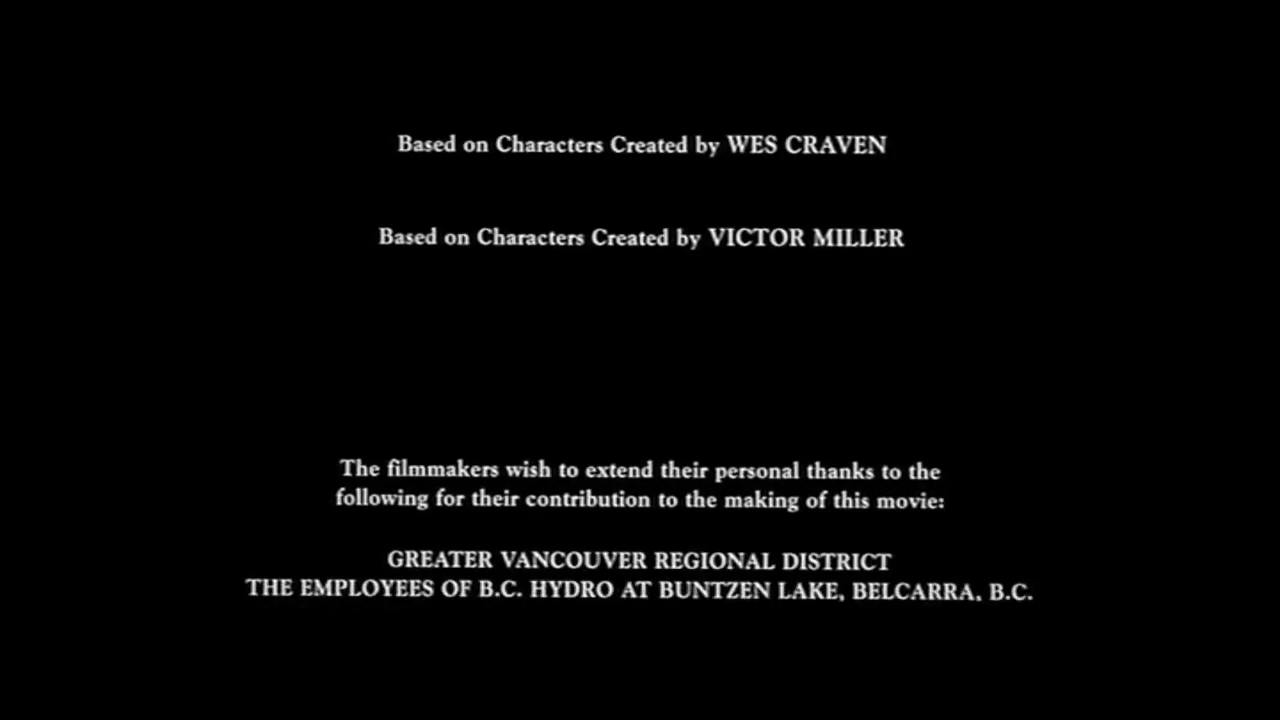 Based on Characters Created by WES CRAVEN
Based on Characters Created by VICTOR MILLER
The filmmakers wish to extend their personal thanks to the
following for their contribution to the making of this movie:
GREATER VANCOUVER REGIONAL DISTRICT
THE EMPLOYEES OF B.C. HYDRO AT BUNTZEN LAKE, BELCARRA, B.C.